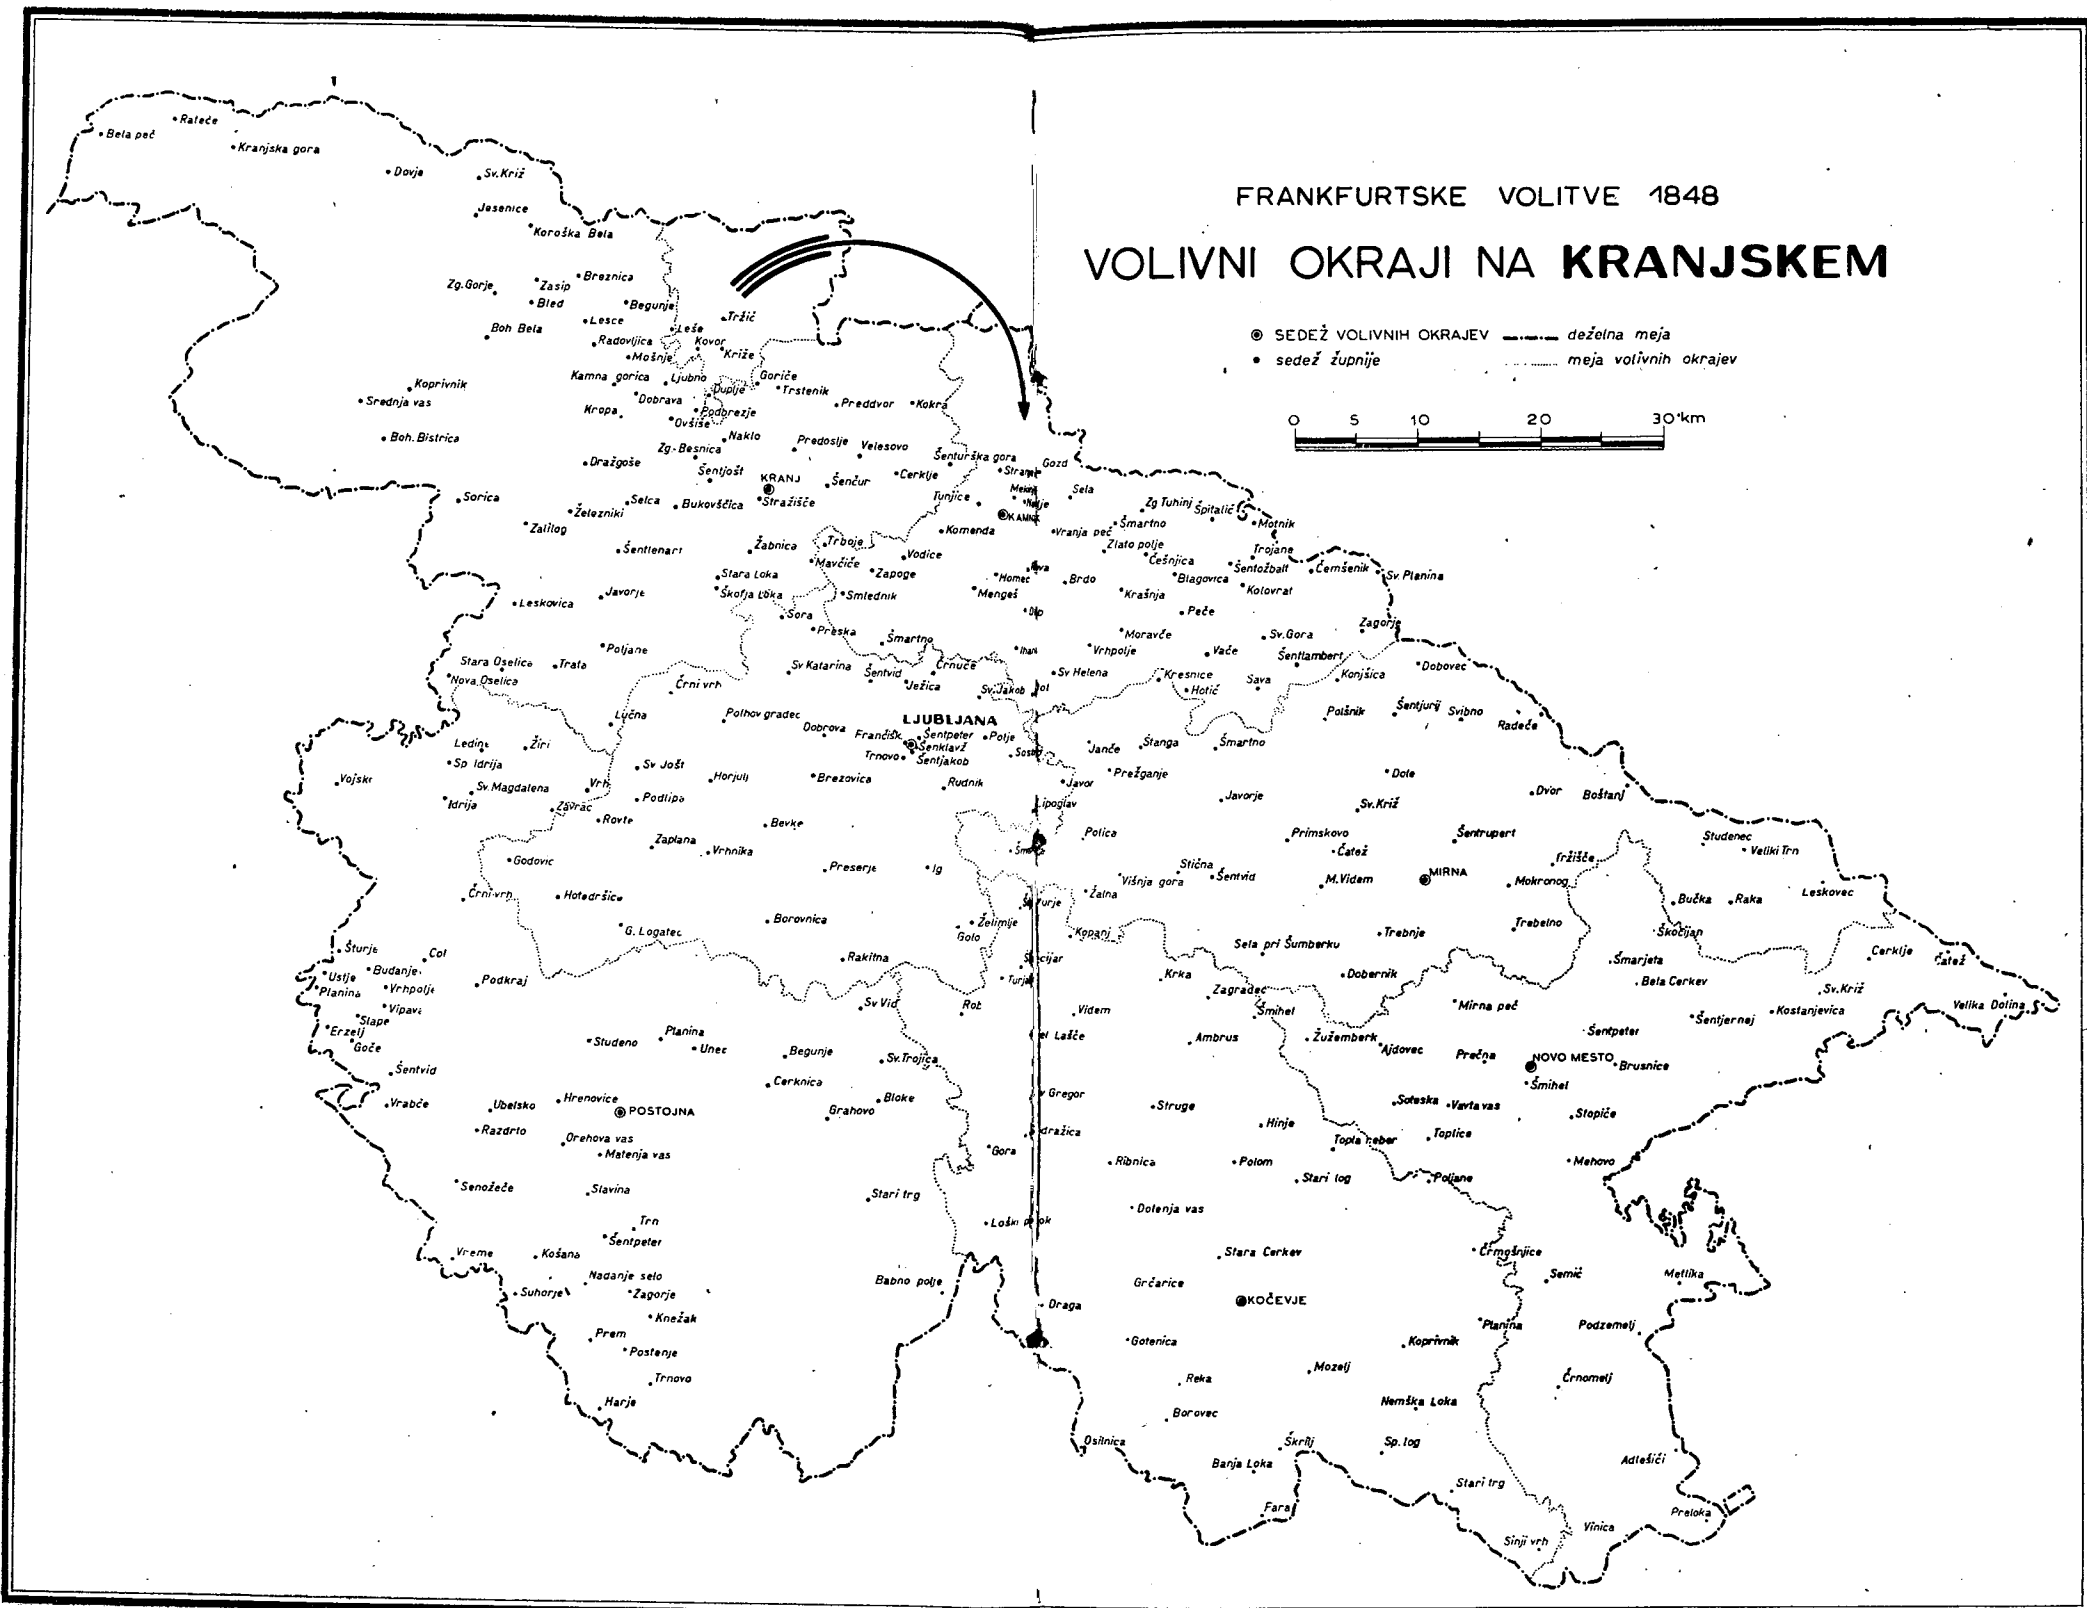 FRANKFURTSKE VOLITVE 1848
VOLIVNI OKRAJI NA KRANJSKEM
SEDEŽ VOLIVNIH OKRAJEV
deželna meja
sedež župnije
meja volivnih okrajev
0 5 10 20 30 km
Rateče
Bela peč
Kranjska gora
Dovje
Sv. Križ
Jesenice
Koroška Bela
Breznica
Zg. Gorje
Zasip
Bled
Begunje
Lesce
Leše
Tržič
Boh Bela
Radovljica
Kovor
Mošnje
Križe
Kamna gorica
Ljubno
Goriče
Koprivnik
Duplje
Trstenik
Srednja vas
Dobrava
Preddvor
Kokra
Kropa
Podbrezje
Ovsiše
Boh. Bistrica
Naklo
Predoslje
Velesovo
Zg. Besnica
Šenturška gora
Gozd
Dražgoše
Šentjošt
KRANJ
Šenčur
Cerklje
Sela
Sorica
Selca
Bukovščica
Stražišče
Tunjice
Zg Tuhinj
Špitalič
Železniki
Šmartno
Motnik
Zalilog
Komenda
Vranja peč
Šentlenart
Žabnica
Trboje
Vodice
Zlato polje
Trojane
Mavčiče
Češnjica
Šentožbalt
Čemšenik
Sv. Planina
Stara Loka
Zapoge
Homec
Brdo
Blagovica
Škofja Loka
Smlednik
Mengeš
Krašnja
Kolovrat
Leskovica
Javorje
Sora
Peče
Preska
Šmartno
Moravče
Sv. Gora
Zagorje
Poljane
Vrhpolje
Vače
Šentlambert
Stara Oselica
Trata
Sv Katarina
Šentvid
Črnuče
Sv Helena
Kresnice
Konjšica
Dobovec
Nova Oselica
Črni vrh
Ježica
Sv. Jakob
Hotič
Sava
Lučna
Polhov gradec
LJUBLJANA
Polšnik
Šentjurij
Svibno
Radeče
Dobrova
Frančišk.
Šentpeter
Polje
Ledine
Žiri
Šenklavž
Janče
Štanga
Šmartno
Sp Idrija
Trnovo
Šentjakob
Vojsko
Sv Jošt
Horjulj
Brezovica
Rudnik
Javor
Prežganje
Dole
Sv. Magdalena
Vrh
Idrija
Zavrac
Podlipa
Lipoglav
Javorje
Sv. Križ
Dvor
Boštanj
Rovte
Bevke
Zaplana
Vrhnika
Polica
Primskovo
Šentrupert
Studenec
Čatež
Veliki Trn
Godovic
Preserje
Ig
Stična
Tržišče
Višnja gora
Šentvid
M. Videm
MIRNA
Mokronog
Leskovec
Črni vrh
Hotedršice
Žalna
Bučka
Raka
Borovnica
Želimlje
Trebelno
G. Logatec
Golo
Kopanj
Trebnje
Škocijan
Šturje
Col
Rakitna
Sela pri Šumberku
Šmarjeta
Cerklje
Čatež
Ustje
Budanje
Krka
Dobernik
Bela Cerkev
Planina
Vrhpolje
Podkraj
Zagradec
Sv. Križ
Vipava
Sv Vid
Rob
Videm
Šmihel
Mirna peč
Kostanjevica
Velika Dolina
Slape
Šentjernej
Erzelj
Planina
Šentpeter
Goče
Studeno
Unec
Begunje
Sv. Trojica
Ambrus
Žužemberk
Ajdovec
Prečna
NOVO MESTO
Brusnice
Šentvid
Cerknica
Šmihel
Vrabče
Ubelsko
Hrenovice
POSTOJNA
Grahovo
Bloke
Struge
Soteska
Vavta vas
Stopiče
Razdrto
Orehova vas
Hinje
Topla reber
Toplice
Matenja vas
Gora
Ribnica
Polom
Mehovo
Senožeče
Slavina
Stari trg
Stari log
Poljane
Dolenja vas
Trn
Šentpeter
Vreme
Košana
Stara Cerkev
Črmošnjice
Nadanje selo
Babno polje
Grčarice
Semič
Metlika
Suhorje
Zagorje
Draga
KOČEVJE
Knežak
Planina
Podzemelj
Prem
Gotenica
Koprivnik
Postenje
Mozelj
Trnovo
Reka
Črnomelj
Harje
Borovec
Nemška Loka
Osilnica
Škrilj
Sp. log
Banja Loka
Adlešiči
Stari trg
Fara
Preloka
Vinica
Sinji vrh